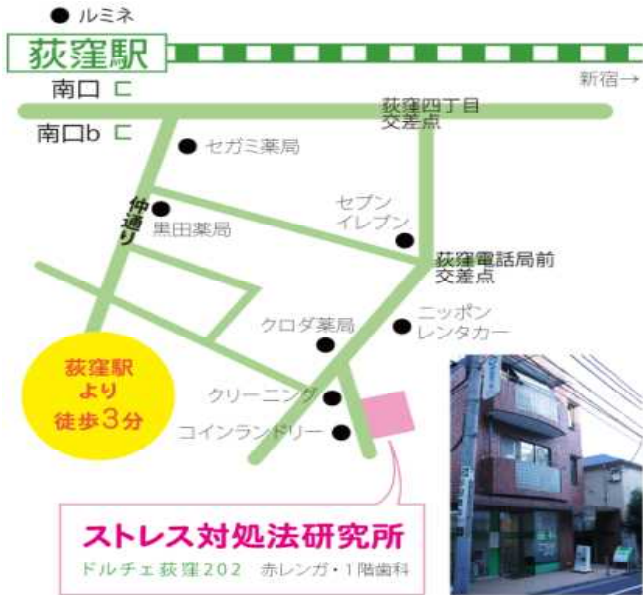 ルミネ
荻窪駅
新宿→
南口
荻窪四丁目
交差点
南口b
セガミ薬局
仲通り
黒田薬局
セブン
イレブン
荻窪電話局前
交差点
ニッポン
レンタカー
クロダ薬局
荻窪駅
より
徒歩3分
クリーニング
コインランドリー
ストレス対処法研究所
ドルチェ荻窪202 赤レンガ・1階歯科